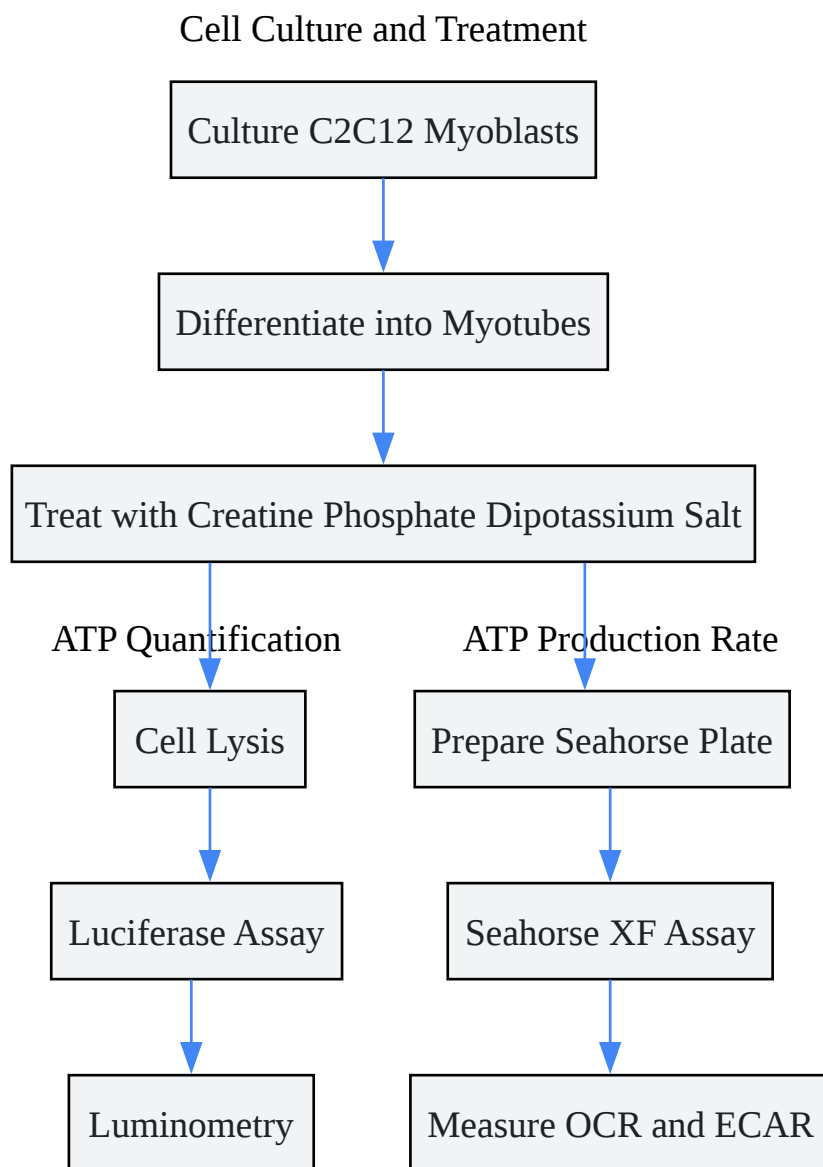 Cell Culture and Treatment
Culture C2C12 Myoblasts
Differentiate into Myotubes
Treat with Creatine Phosphate Dipotassium Salt
ATP Quantification
ATP Production Rate
Cell Lysis
Prepare Seahorse Plate
Luciferase Assay
Seahorse XF Assay
Luminometry
Measure OCR and ECAR